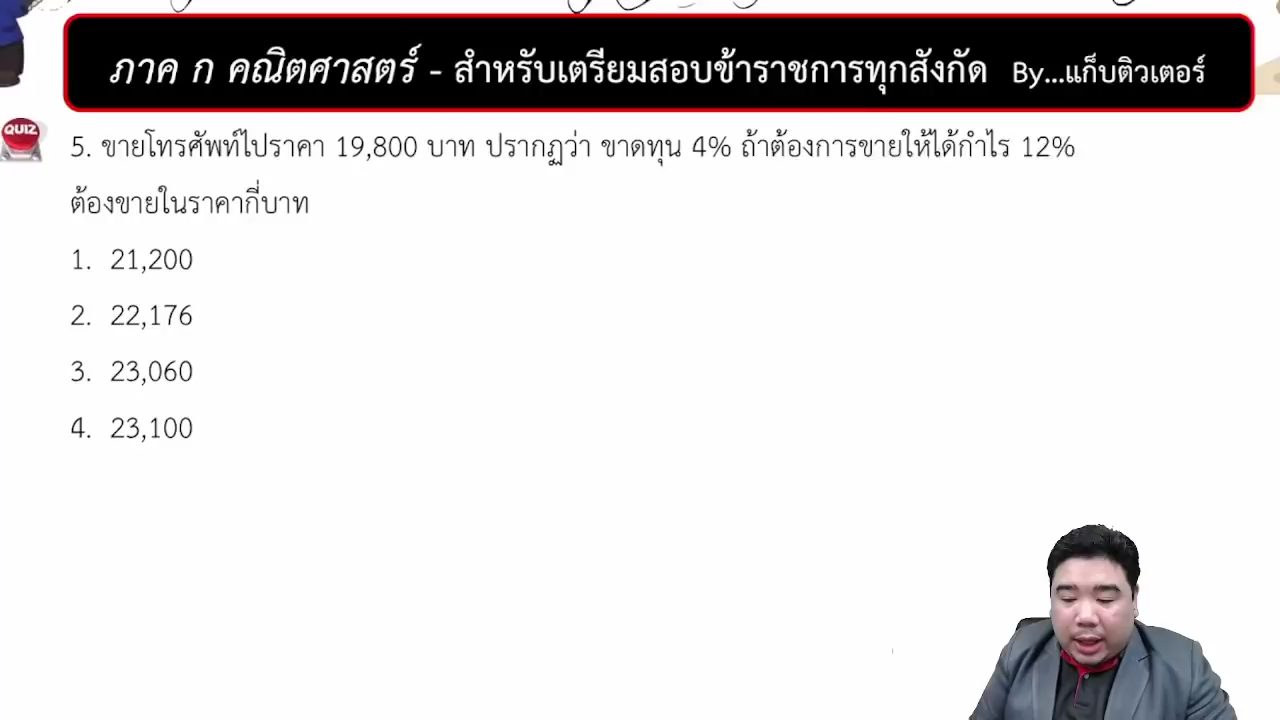 ภาค ก คณิตศาสตร์ - สำหรับเตรียมสอบข้าราชการทุกสังกัด By...แก็บติวเตอร์
QUIZ
5. ขายโทรศัพท์ไปราคา 19,800 บาท ปรากฏว่า ขาดทุน 4% ถ้าต้องการขายให้ได้กำไร 12%
ต้องขายในราคากี่บาท
1. 21,200
2. 22,176
3. 23,060
4. 23,100